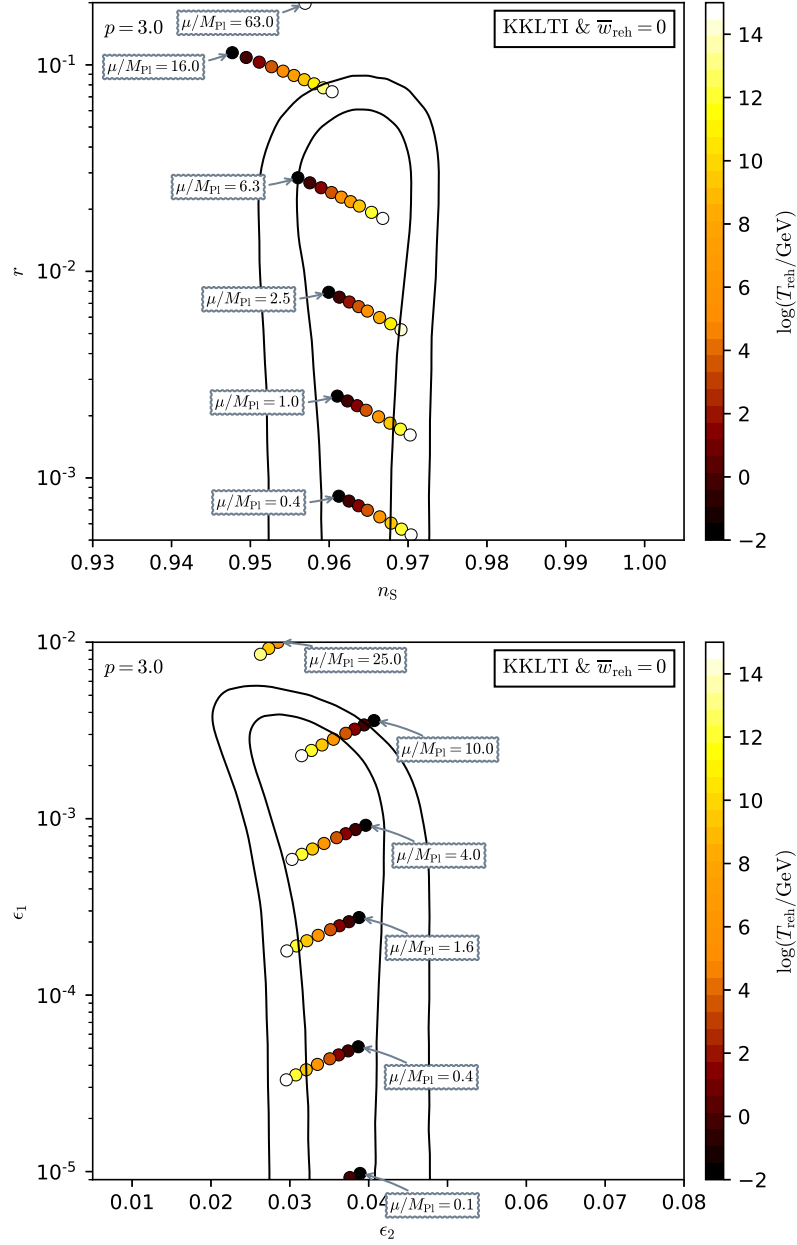 p = 3.0
KKLTI & w̅reh = 0
μ/MPl = 63.0
μ/MPl = 16.0
μ/MPl = 6.3
μ/MPl = 2.5
μ/MPl = 1.0
μ/MPl = 0.4
10-1
10-2
10-3
r
0.93 0.94 0.95 0.96 0.97 0.98 0.99 1.00
nS
14
12
10
8
6
4
2
0
−2
log(Treh/GeV)
p = 3.0
KKLTI & w̅reh = 0
μ/MPl = 25.0
μ/MPl = 10.0
μ/MPl = 4.0
μ/MPl = 1.6
μ/MPl = 0.4
μ/MPl = 0.1
10-2
10-3
10-4
10-5
ϵ1
0.01 0.02 0.03 0.04 0.06 0.07 0.08
ϵ2
14
12
10
8
6
4
2
0
−2
log(Treh/GeV)